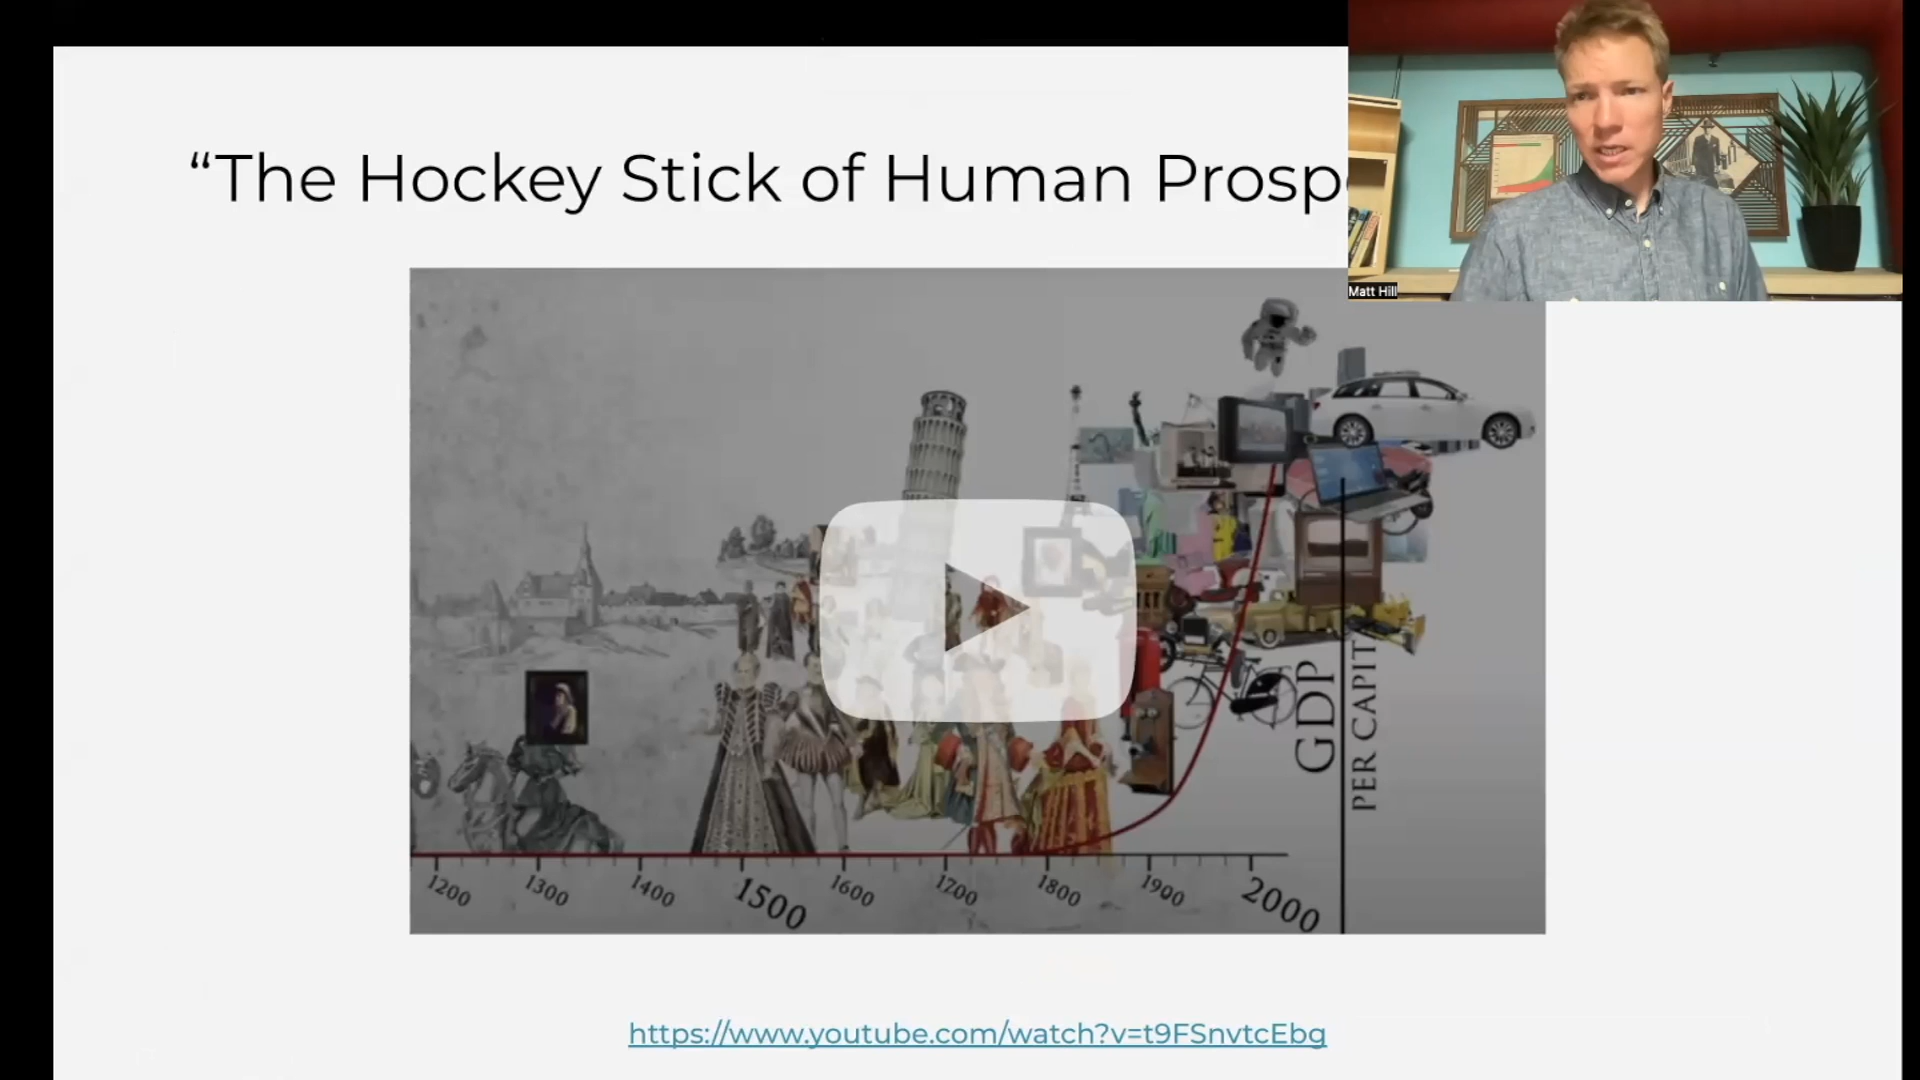 “The Hockey Stick of Human Prosp
Matt Hill
GDP
PER CAPIT
1200
1300
1400
1500
1600
1700
1800
1900
2000
https://www.youtube.com/watch?v=t9FSnvtcEbg